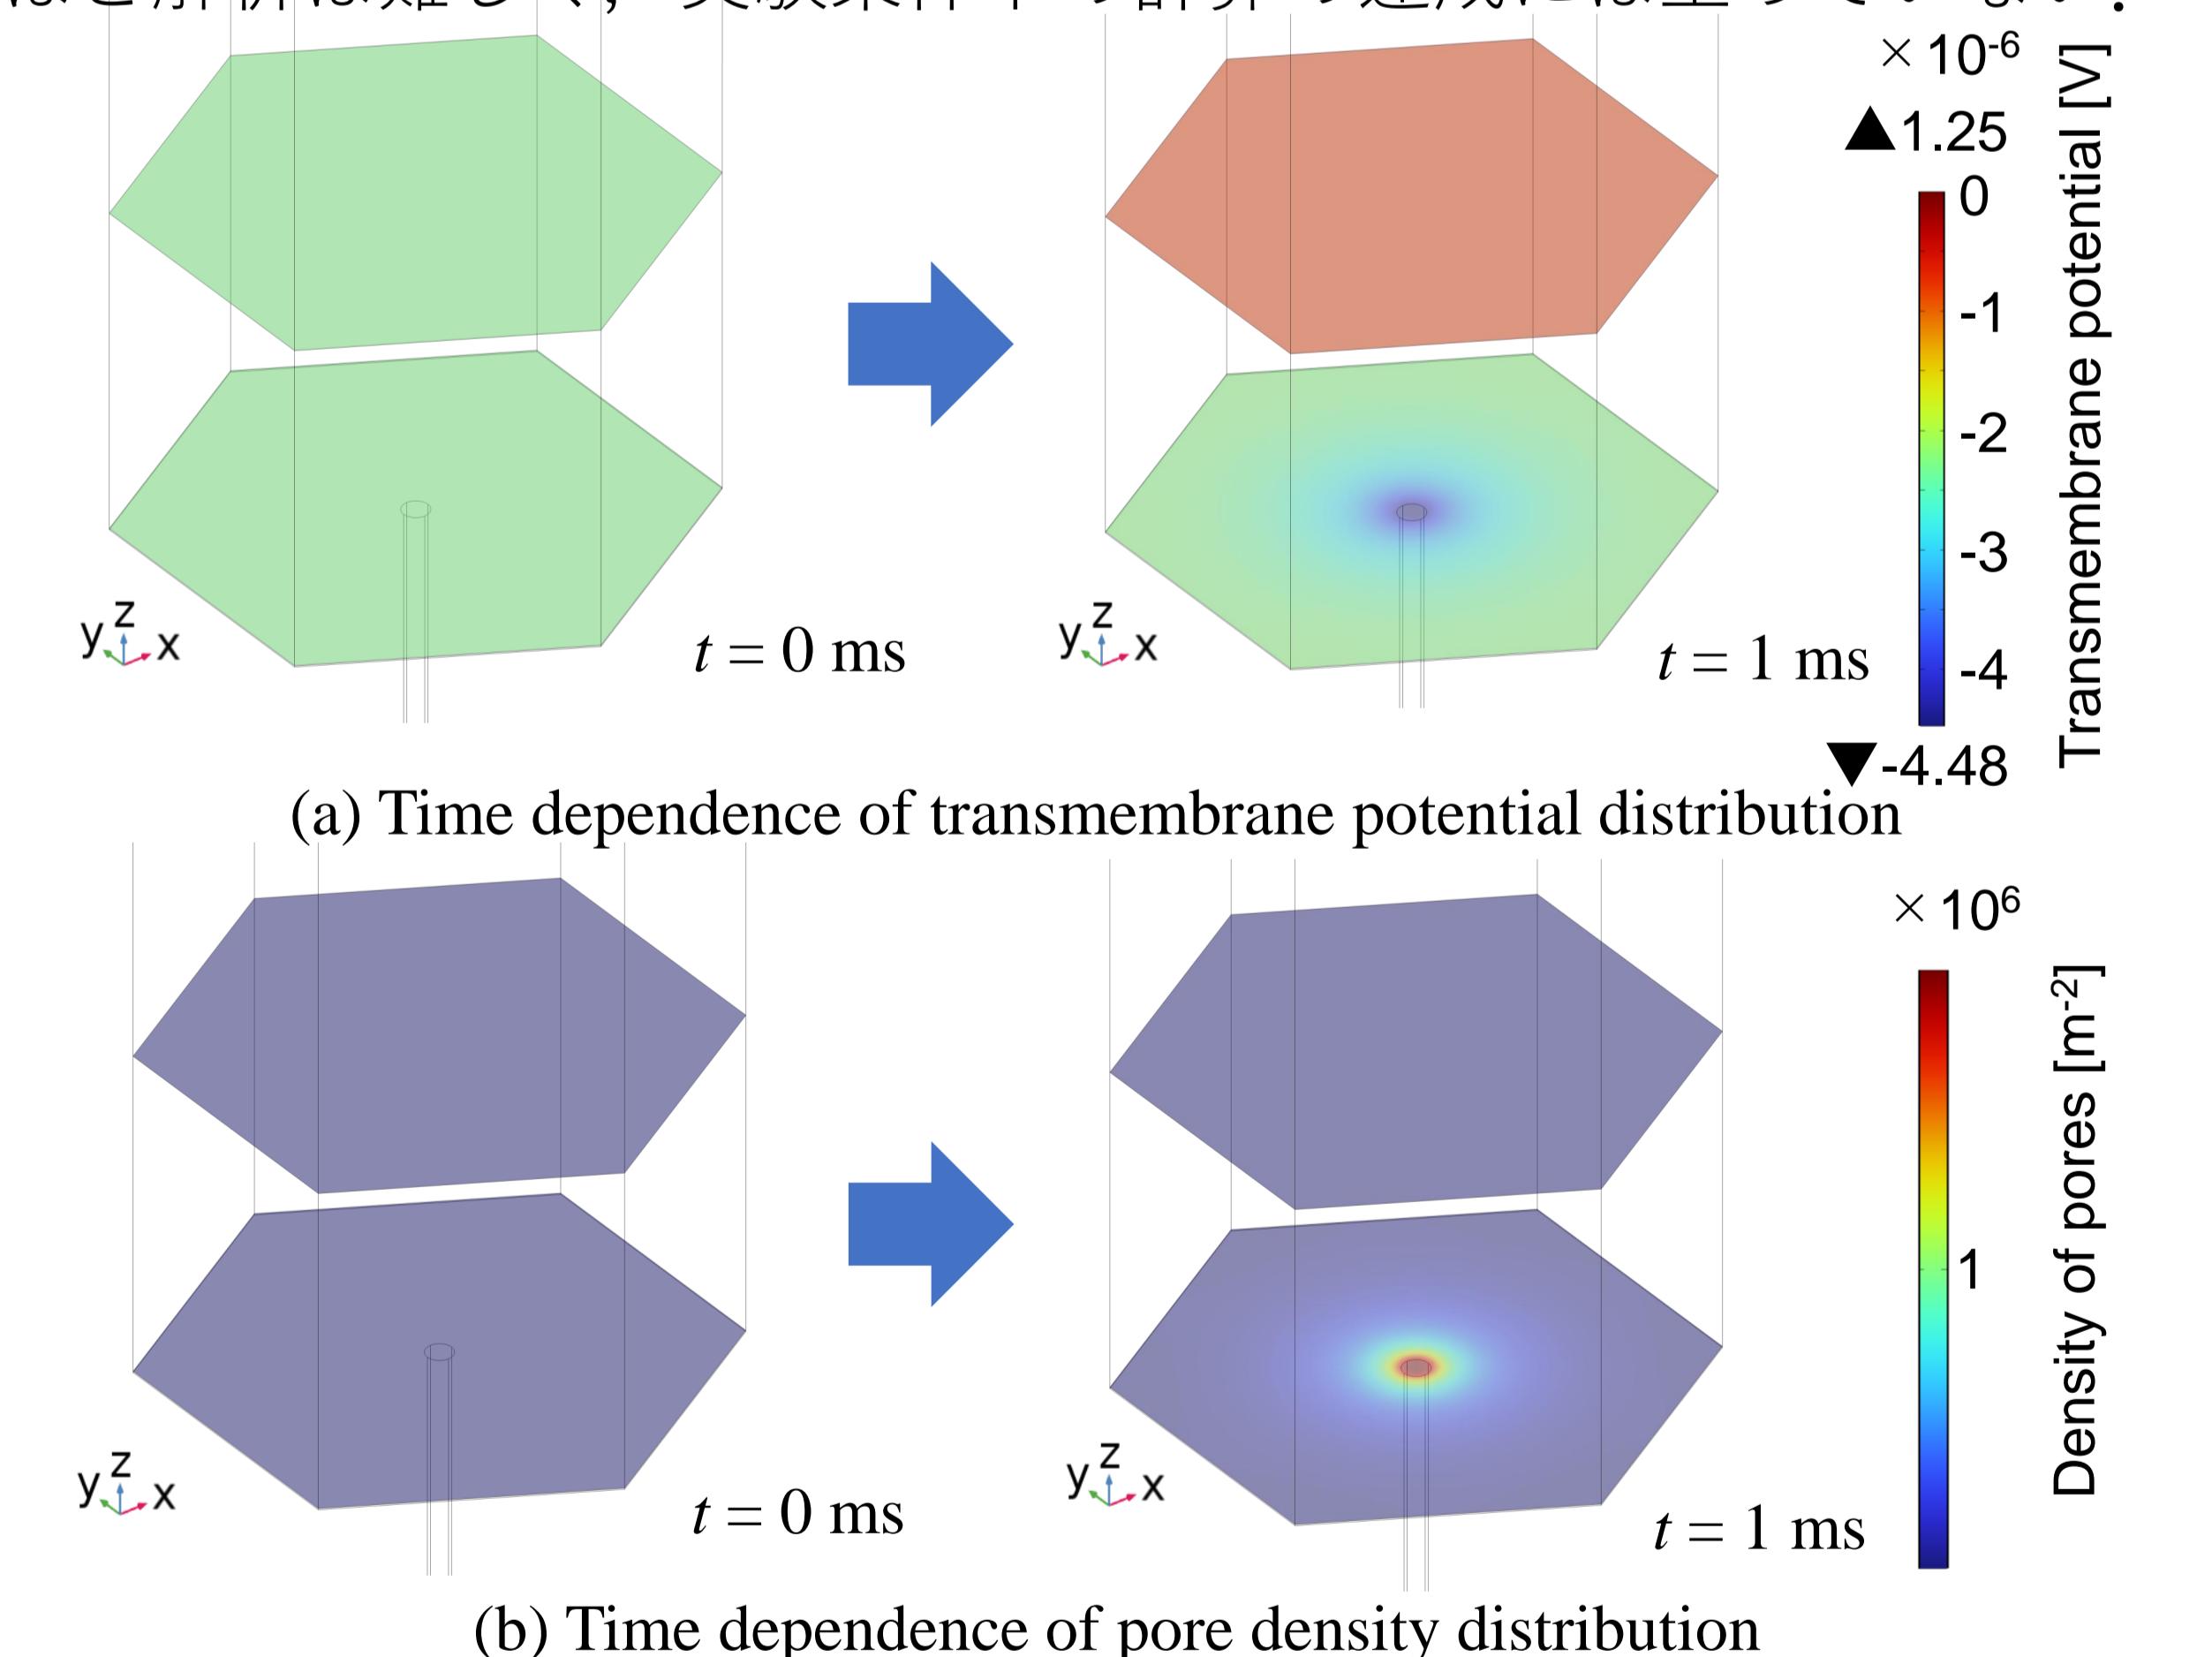 ×10-6
▲1.25
0
-1
-2
-3
-4
▼-4.48
Transmembrane potential [V]
z
y x
t = 0 ms
z
y x
t = 1 ms
(a) Time dependence of transmembrane potential distribution
×106
1
Density of pores [m-2]
z
y x
t = 0 ms
z
y x
t = 1 ms
(b) Time dependence of pore density distribution